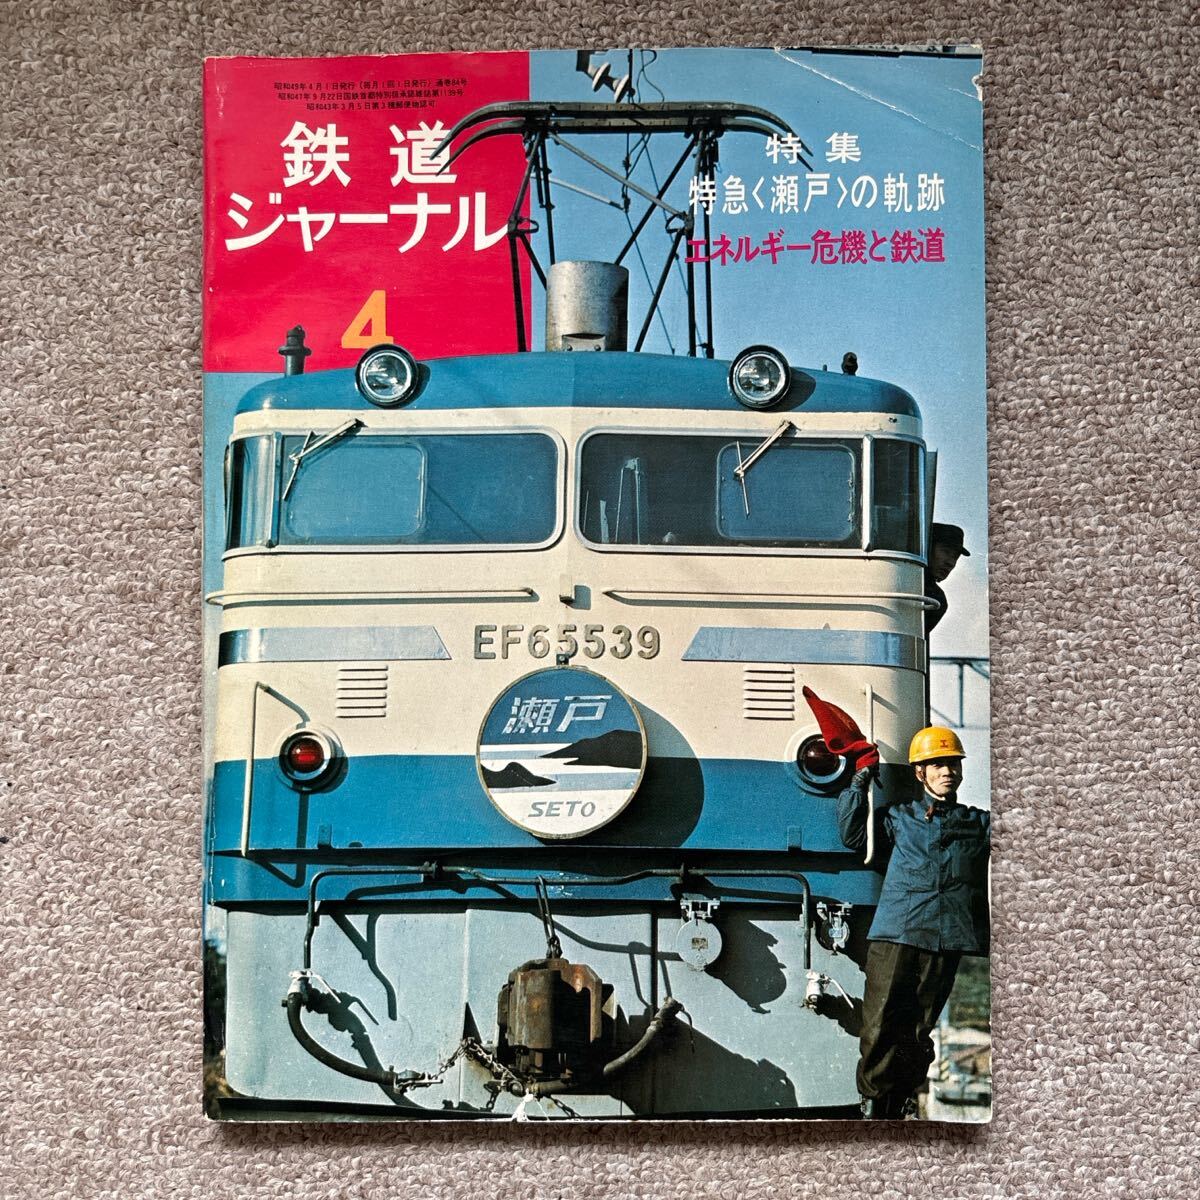 昭和49年4月1日発行(毎月1回1日発行)通巻84号
昭和47年9月22日国鉄首都特別扱承認雑誌第1139号
昭和43年3月5日第3種郵便物認可
鉄道
ジャーナル
4
特集
特急〈瀬戸〉の軌跡
エネルギー危機と鉄道
EF65539
瀬戸
SETO
工